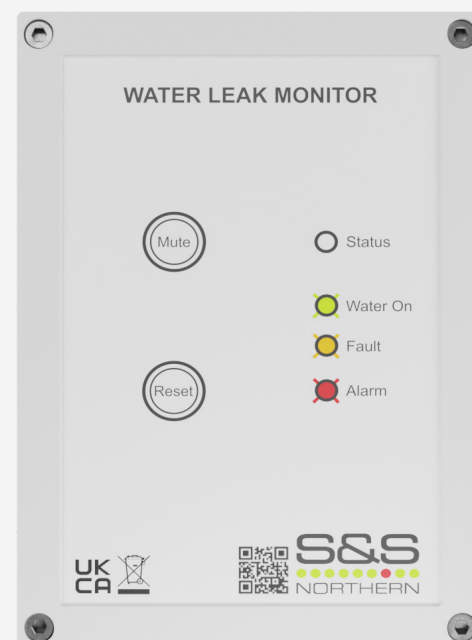 WATER LEAK MONITOR
Mute
Status
Water On
Fault
Reset
Alarm
UK
CA
S&S
NORTHERN